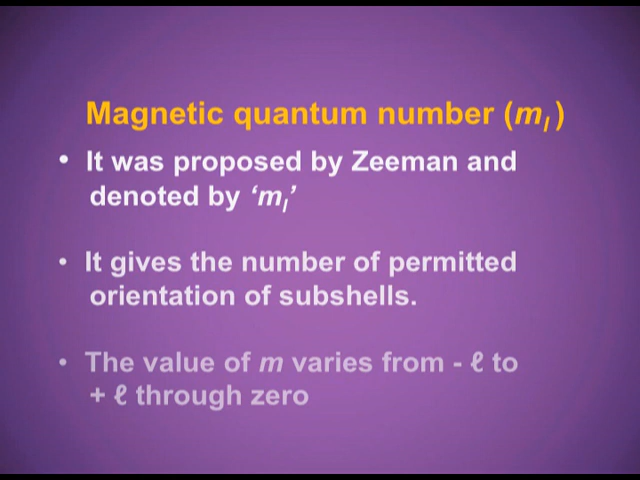 Magnetic quantum number (ml)
• It was proposed by Zeeman and
denoted by ‘ml’
• It gives the number of permitted
orientation of subshells.
• The value of m varies from - ℓ to
+ ℓ through zero